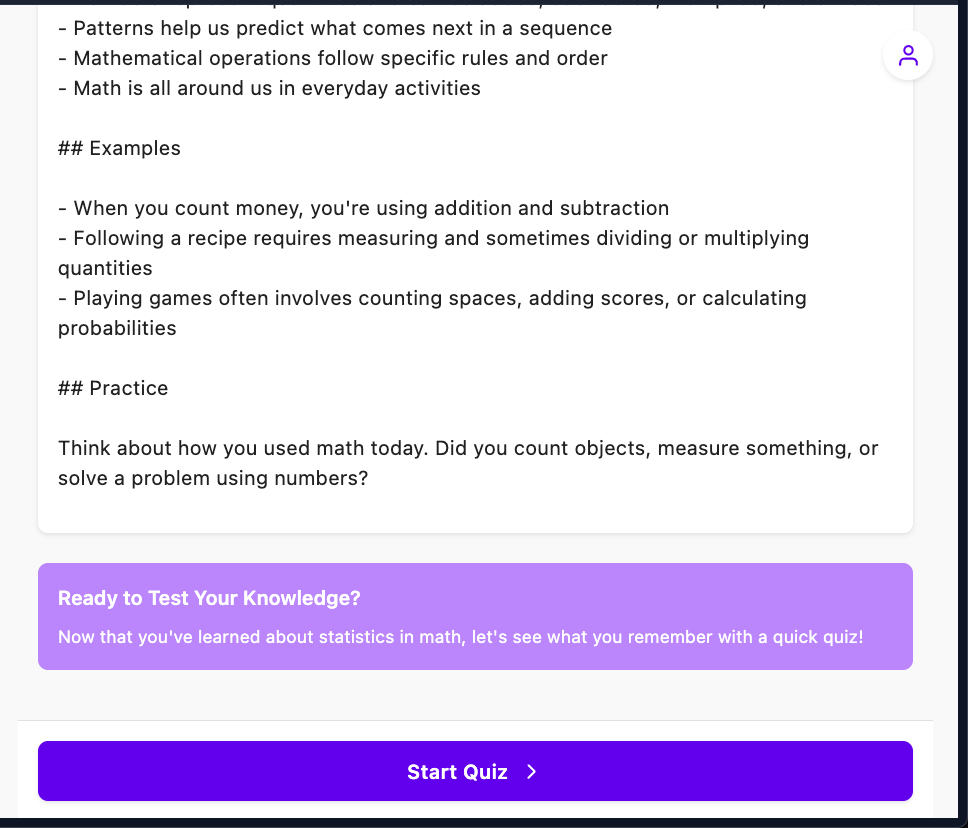 - Patterns help us predict what comes next in a sequence
- Mathematical operations follow specific rules and order
- Math is all around us in everyday activities
## Examples
- When you count money, you're using addition and subtraction
- Following a recipe requires measuring and sometimes dividing or multiplying
quantities
- Playing games often involves counting spaces, adding scores, or calculating
probabilities
## Practice
Think about how you used math today. Did you count objects, measure something, or
solve a problem using numbers?
Ready to Test Your Knowledge?
Now that you've learned about statistics in math, let's see what you remember with a quick quiz!
Start Quiz